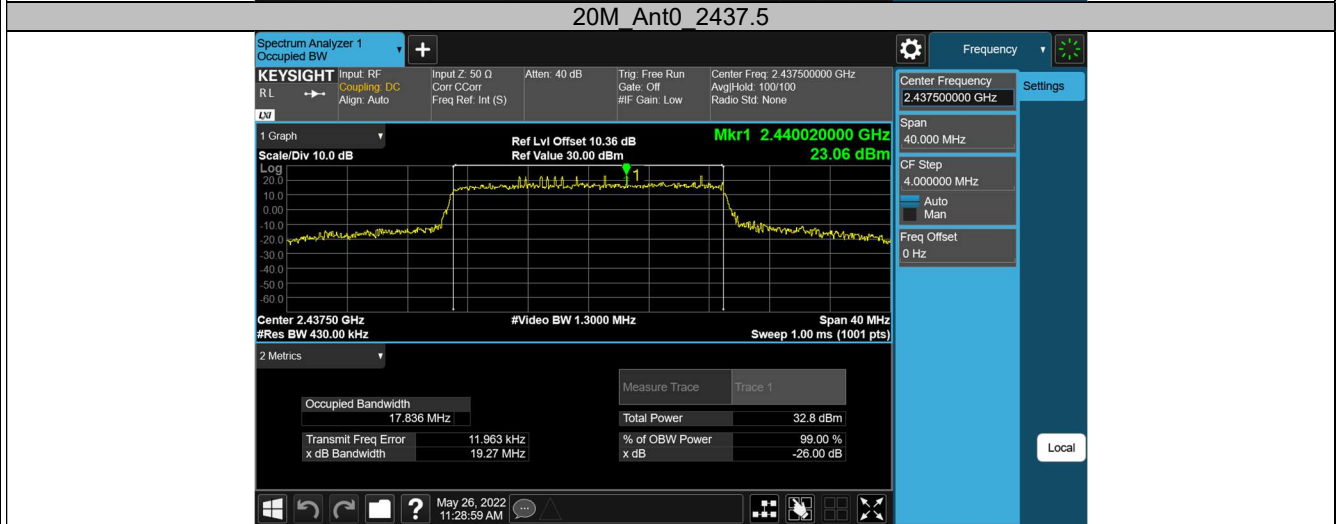 20M_Ant0_2437.5
Spectrum Analyzer 1
Occupied BW
+
Frequency
KEYSIGHT
R L
LXI
Input: RF
Coupling: DC
Align: Auto
Input Z: 50 Ω
Corr CCorr
Freq Ref: Int (S)
Atten: 40 dB
Trig: Free Run
Gate: Off
#IF Gain: Low
Center Freq: 2.437500000 GHz
Avg|Hold: 100/100
Radio Std: None
Center Frequency
2.437500000 GHz
Settings
Span
40.000 MHz
CF Step
4.000000 MHz
Auto
Man
Freq Offset
0 Hz
1 Graph
Scale/Div 10.0 dB
Ref Lvl Offset 10.36 dB
Ref Value 30.00 dBm
Mkr1 2.440020000 GHz
23.06 dBm
Log
20.0
10.0
0.00
-10.0
-20.0
-30.0
-40.0
-50.0
-60.0
1
Center 2.43750 GHz
#Res BW 430.00 kHz
#Video BW 1.3000 MHz
Span 40 MHz
Sweep 1.00 ms (1001 pts)
2 Metrics
Measure Trace
Trace 1
Occupied Bandwidth
17.836 MHz
Total Power
32.8 dBm
Transmit Freq Error
11.963 kHz
% of OBW Power
99.00 %
x dB Bandwidth
19.27 MHz
x dB
-26.00 dB
Local
?
May 26, 2022
11:28:59 AM